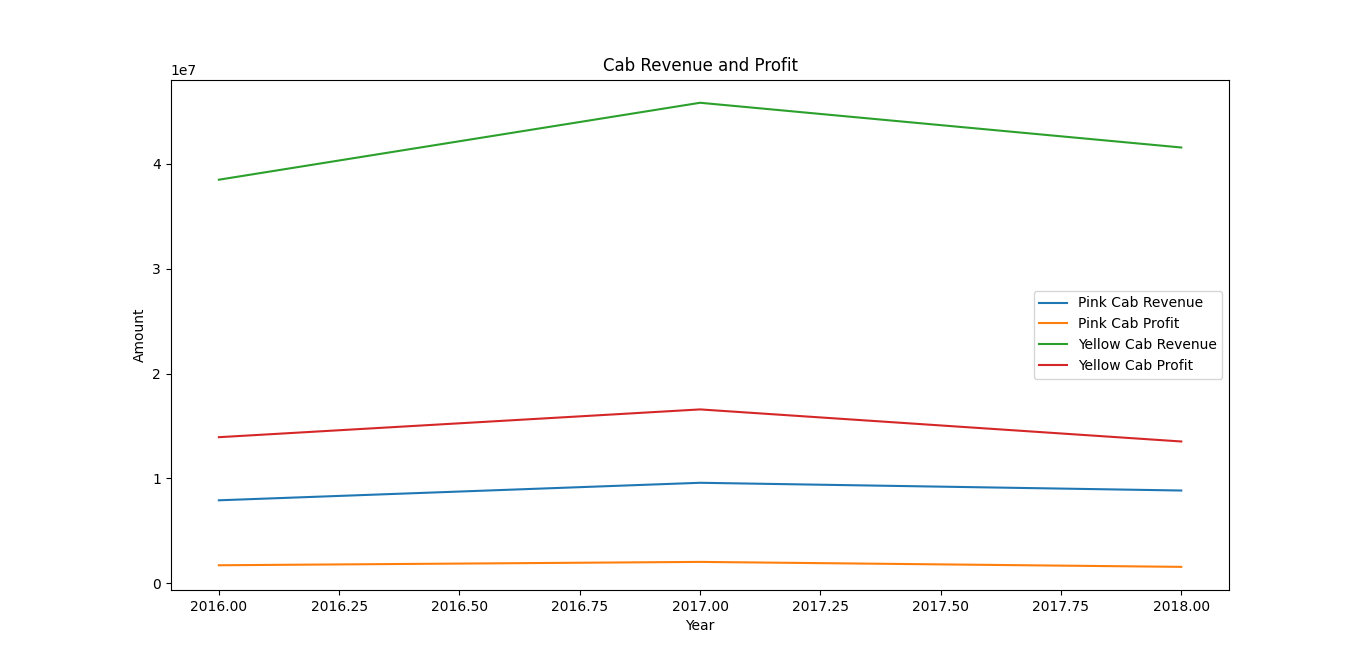 Cab Revenue and Profit
1e7
4
3
2
1
0
Amount
Pink Cab Revenue
Pink Cab Profit
Yellow Cab Revenue
Yellow Cab Profit
2016.00 2016.25 2016.50 2016.75 2017.00 2017.25 2017.50 2017.75 2018.00
Year